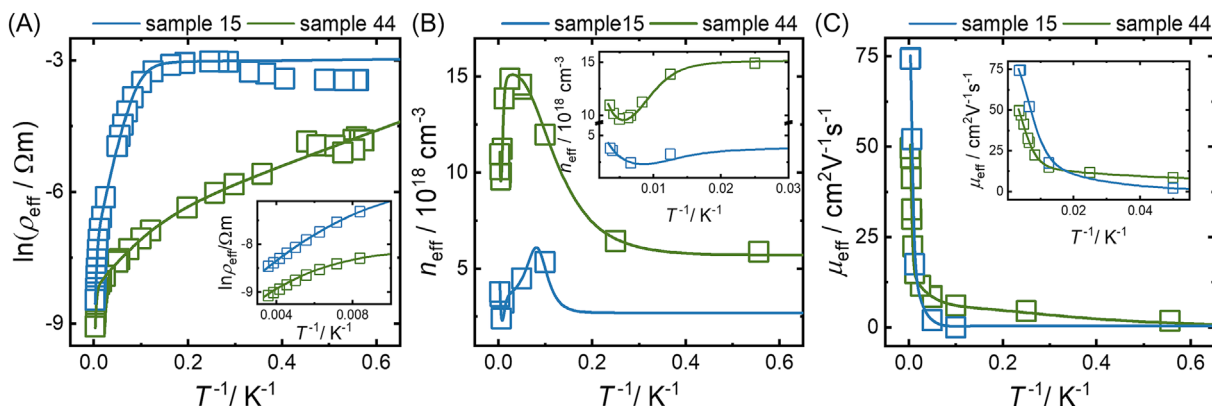 (A)
sample 15
sample 44
ln(ρeff / Ωm)
-3
-6
-9
0.0
0.2
0.4
0.6
T⁻¹/ K⁻¹
lnρeff/Ωm
-8
-9
0.004
0.008
T⁻¹/ K⁻¹
(B)
sample15
sample 44
neff / 10¹⁸ cm⁻³
15
10
5
0
0.0
0.2
0.4
0.6
T⁻¹/ K⁻¹
neff / 10¹⁸ cm⁻³
15
10
5
0.01
0.02
0.03
T⁻¹/ K⁻¹
(C)
sample 15
sample 44
μeff / cm²V⁻¹s⁻¹
75
50
25
0
0.0
0.2
0.4
0.6
T⁻¹/ K⁻¹
μeff / cm²V⁻¹s⁻¹
75
50
25
0
0.02
0.04
T⁻¹/ K⁻¹